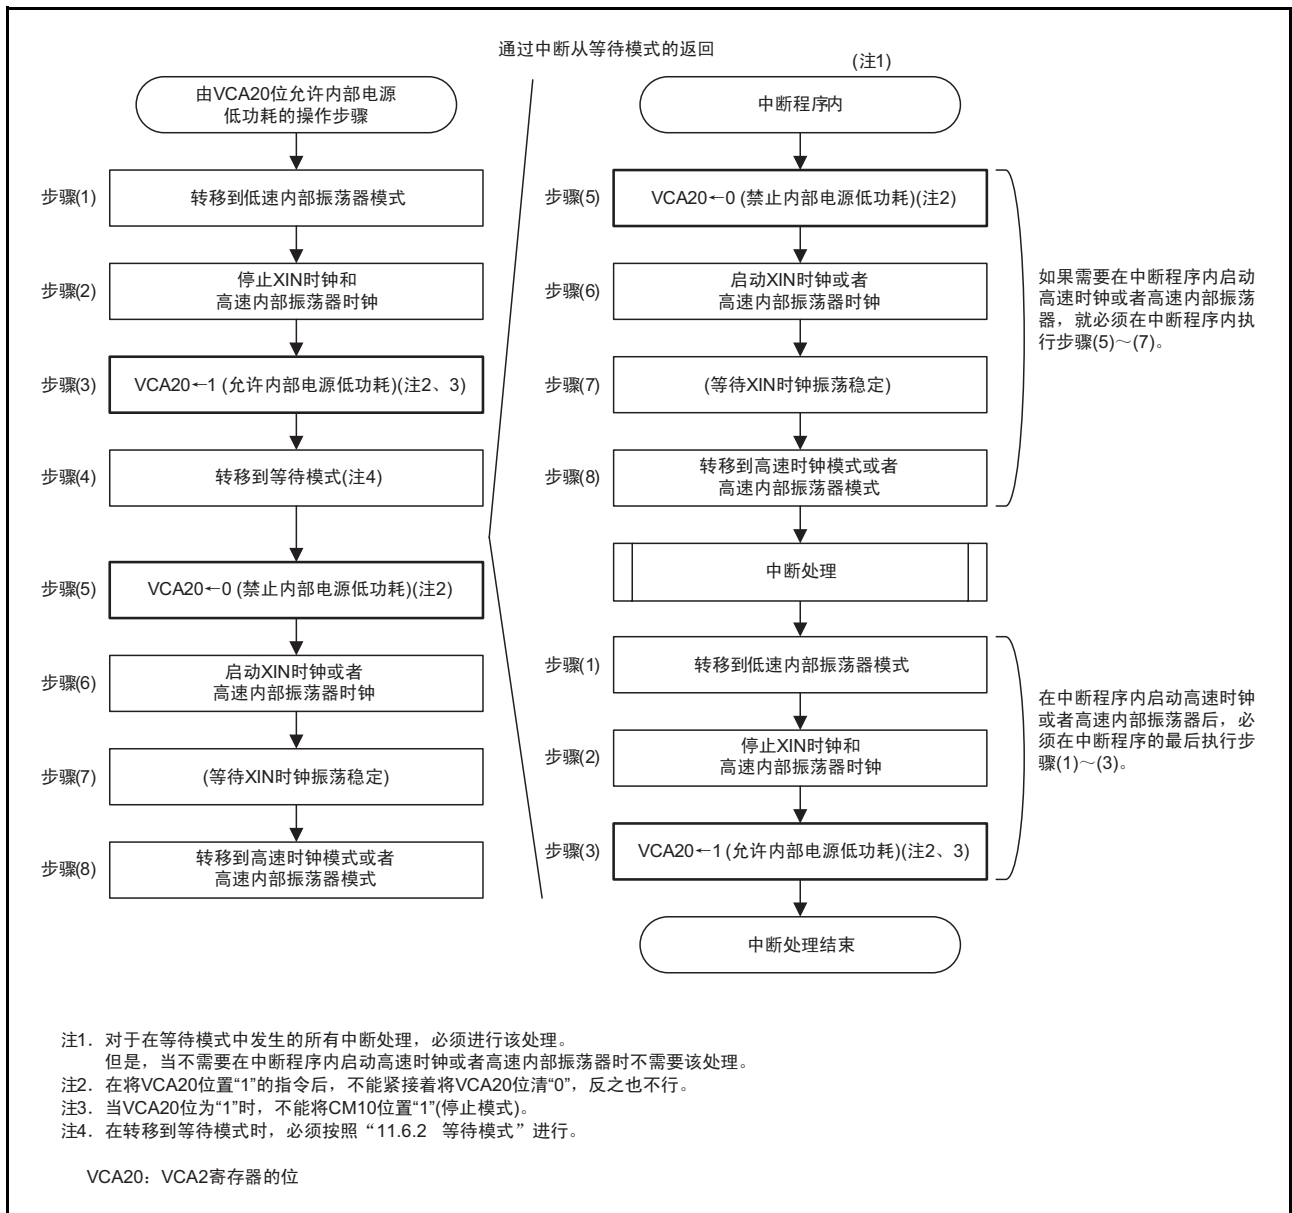 通过中断从等待模式的返回
由VCA20位允许内部电源
低功耗的操作步骤
步骤(1)
转移到低速内部振荡器模式
步骤(2)
停止XIN时钟和
高速内部振荡器时钟
步骤(3)
VCA20←1 (允许内部电源低功耗)(注2、3)
步骤(4)
转移到等待模式(注4)
步骤(5)
VCA20←0 (禁止内部电源低功耗)(注2)
步骤(6)
启动XIN时钟或者
高速内部振荡器时钟
步骤(7)
(等待XIN时钟振荡稳定)
步骤(8)
转移到高速时钟模式或者
高速内部振荡器模式
(注1)
中断程序内
步骤(5)
VCA20←0 (禁止内部电源低功耗)(注2)
步骤(6)
启动XIN时钟或者
高速内部振荡器时钟
步骤(7)
(等待XIN时钟振荡稳定)
步骤(8)
转移到高速时钟模式或者
高速内部振荡器模式
如果需要在中断程序内启动
高速时钟或者高速内部振荡
器，就必须在中断程序内执
行步骤(5)～(7)。
中断处理
步骤(1)
转移到低速内部振荡器模式
步骤(2)
停止XIN时钟和
高速内部振荡器时钟
步骤(3)
VCA20←1 (允许内部电源低功耗)(注2、3)
在中断程序内启动高速时钟
或者高速内部振荡器后，必
须在中断程序的最后执行步
骤(1)～(3)。
中断处理结束
注1. 对于在等待模式中发生的所有中断处理，必须进行该处理。
但是，当不需要在中断程序内启动高速时钟或者高速内部振荡器时不需要该处理。
注2. 在将VCA20位置“1”的指令后，不能紧接着将VCA20位清“0”，反之也不行。
注3. 当VCA20位为“1”时，不能将CM10位置“1”(停止模式)。
注4. 在转移到等待模式时，必须按照“11.6.2 等待模式”进行。
VCA20：VCA2寄存器的位